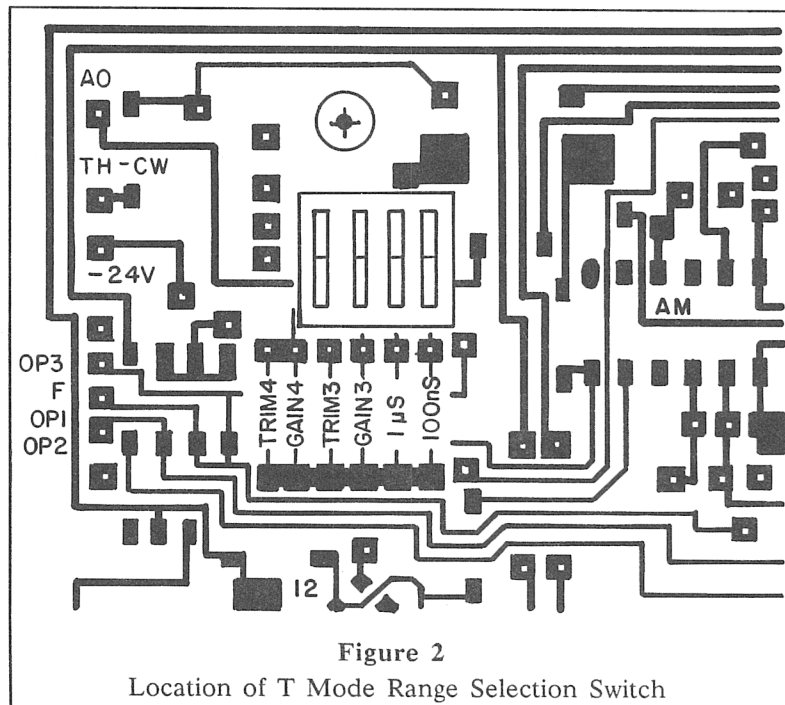 AO
TH-CW
-24V
AM
OP3
F
OP1
OP2
TRIM4
GAIN4
TRIM3
GAIN3
1µS
100nS
12
Figure 2
Location of T Mode Range Selection Switch